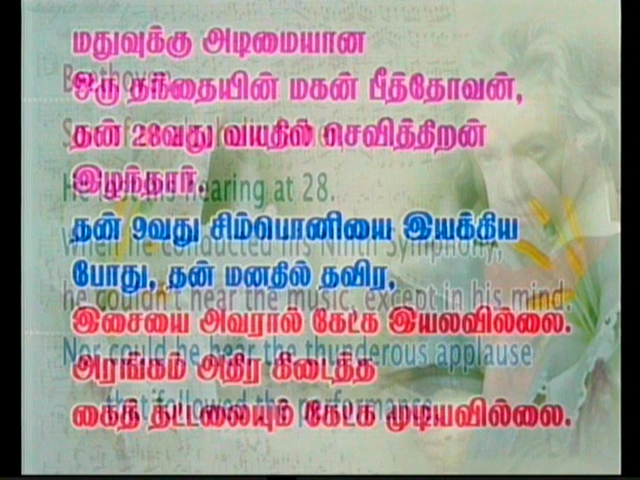 மதுவுக்கு அடிமையான
Beethoven,
ஒரு தந்தையின் மகன் பீத்தோவன்,
தன் 28வது வயதில் செவித்திறன்
இழந்தார்.
He lost his hearing at 28.
தன் 9வது சிம்பொனியை இயக்கிய
When he conducted his Ninth Symphony,
போது, தன் மனதில் தவிர,
he couldn't hear the music, except in his mind.
இசையை அவரால் கேட்க இயலவில்லை.
Nor could he hear the thunderous applause
அரங்கம் அதிர கிடைத்த
that followed the performance.
கைத் தட்டலையும் கேட்க முடியவில்லை.